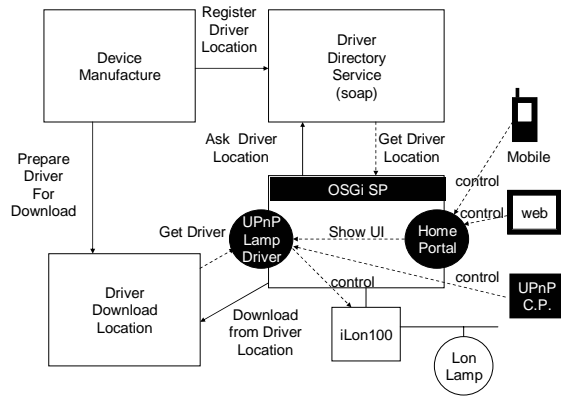 Register
Driver
Location
Device
Manufacture
Driver
Directory
Service
(soap)
Ask Driver
Location
Get Driver
Location
Mobile
Prepare
Driver
For
Download
OSGi SP
control
control
web
Get Driver
UPnP
Lamp
Driver
Show UI
Home
Portal
control
control
UPnP
C.P.
Driver
Download
Location
Download
from Driver
Location
iLon100
Lon
Lamp